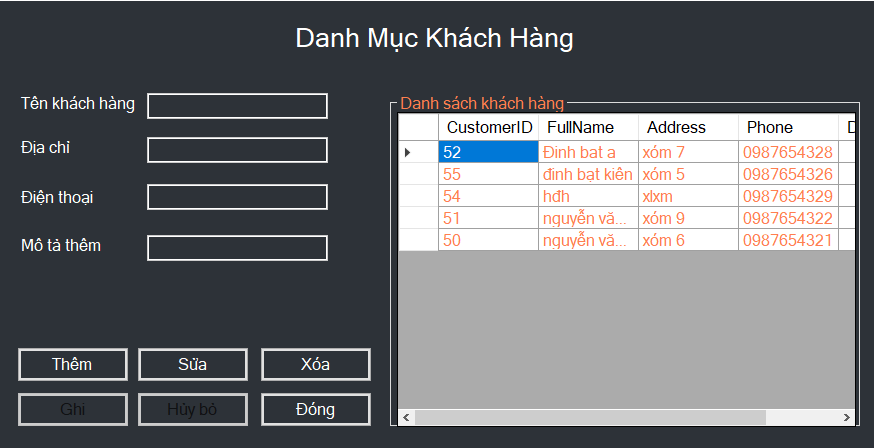 Danh Mục Khách Hàng
Tên khách hàng
Địa chỉ
Điện thoại
Mô tả thêm
Thêm Sửa Xóa
Ghi Hủy bỏ Đóng
Danh sách khách hàng
CustomerID FullName Address Phone D
52 Đinh bat a xóm 7 0987654328
55 đinh bạt kiên xóm 5 0987654326
54 hđh xlxm 0987654329
51 nguyễn vă... xóm 9 0987654322
50 nguyễn vă... xóm 6 0987654321